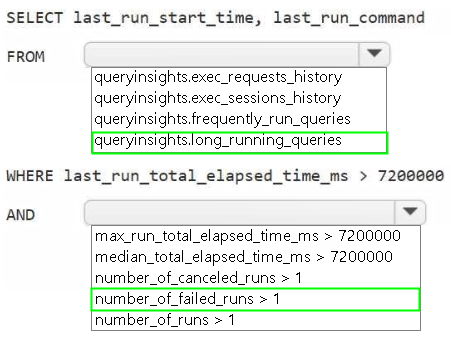 SELECT last_run_start_time, last_run_command
FROM
queryinsights.exec_requests_history
queryinsights.exec_sessions_history
queryinsights.frequently_run_queries
queryinsights.long_running_queries
WHERE last_run_total_elapsed_time_ms > 7200000
AND
max_run_total_elapsed_time_ms > 7200000
median_total_elapsed_time_ms > 7200000
number_of_canceled_runs > 1
number_of_failed_runs > 1
number_of_runs > 1